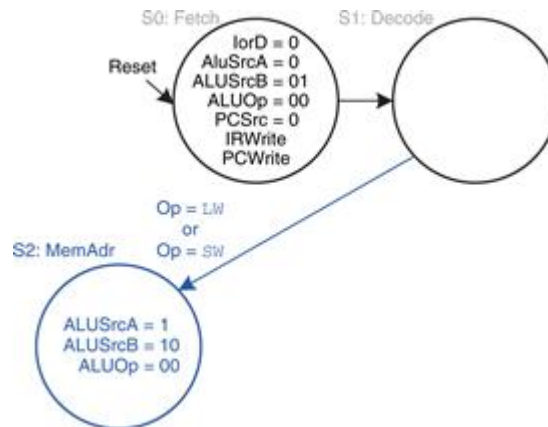 S0: Fetch
S1: Decode
Reset
IorD = 0
AluSrcA = 0
ALUSrcB = 01
ALUOp = 00
PCSrc = 0
IRWrite
PCWrite
Op = LW
or
Op = SW
S2: MemAdr
ALUSrcA = 1
ALUSrcB = 10
ALUOp = 00